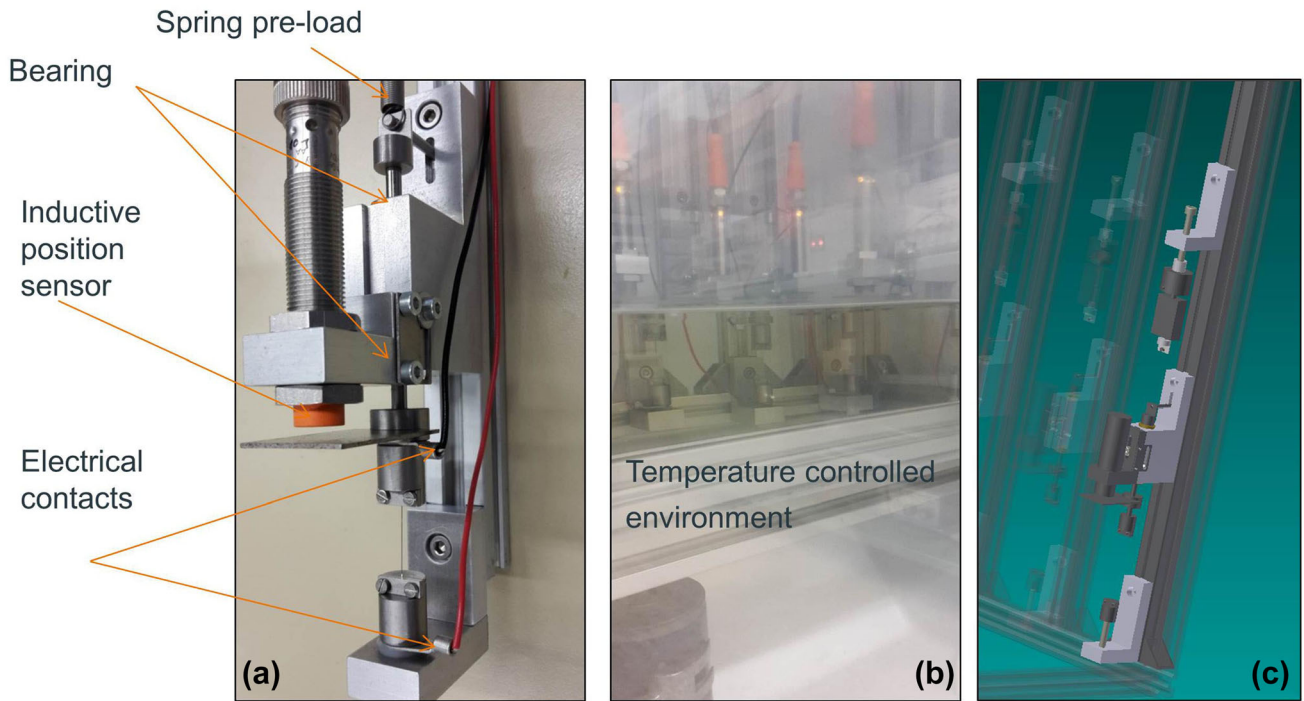 Spring pre-load
Bearing
Inductive
position
sensor
Electrical
contacts
Temperature controlled
environment
(a)
(b)
(c)